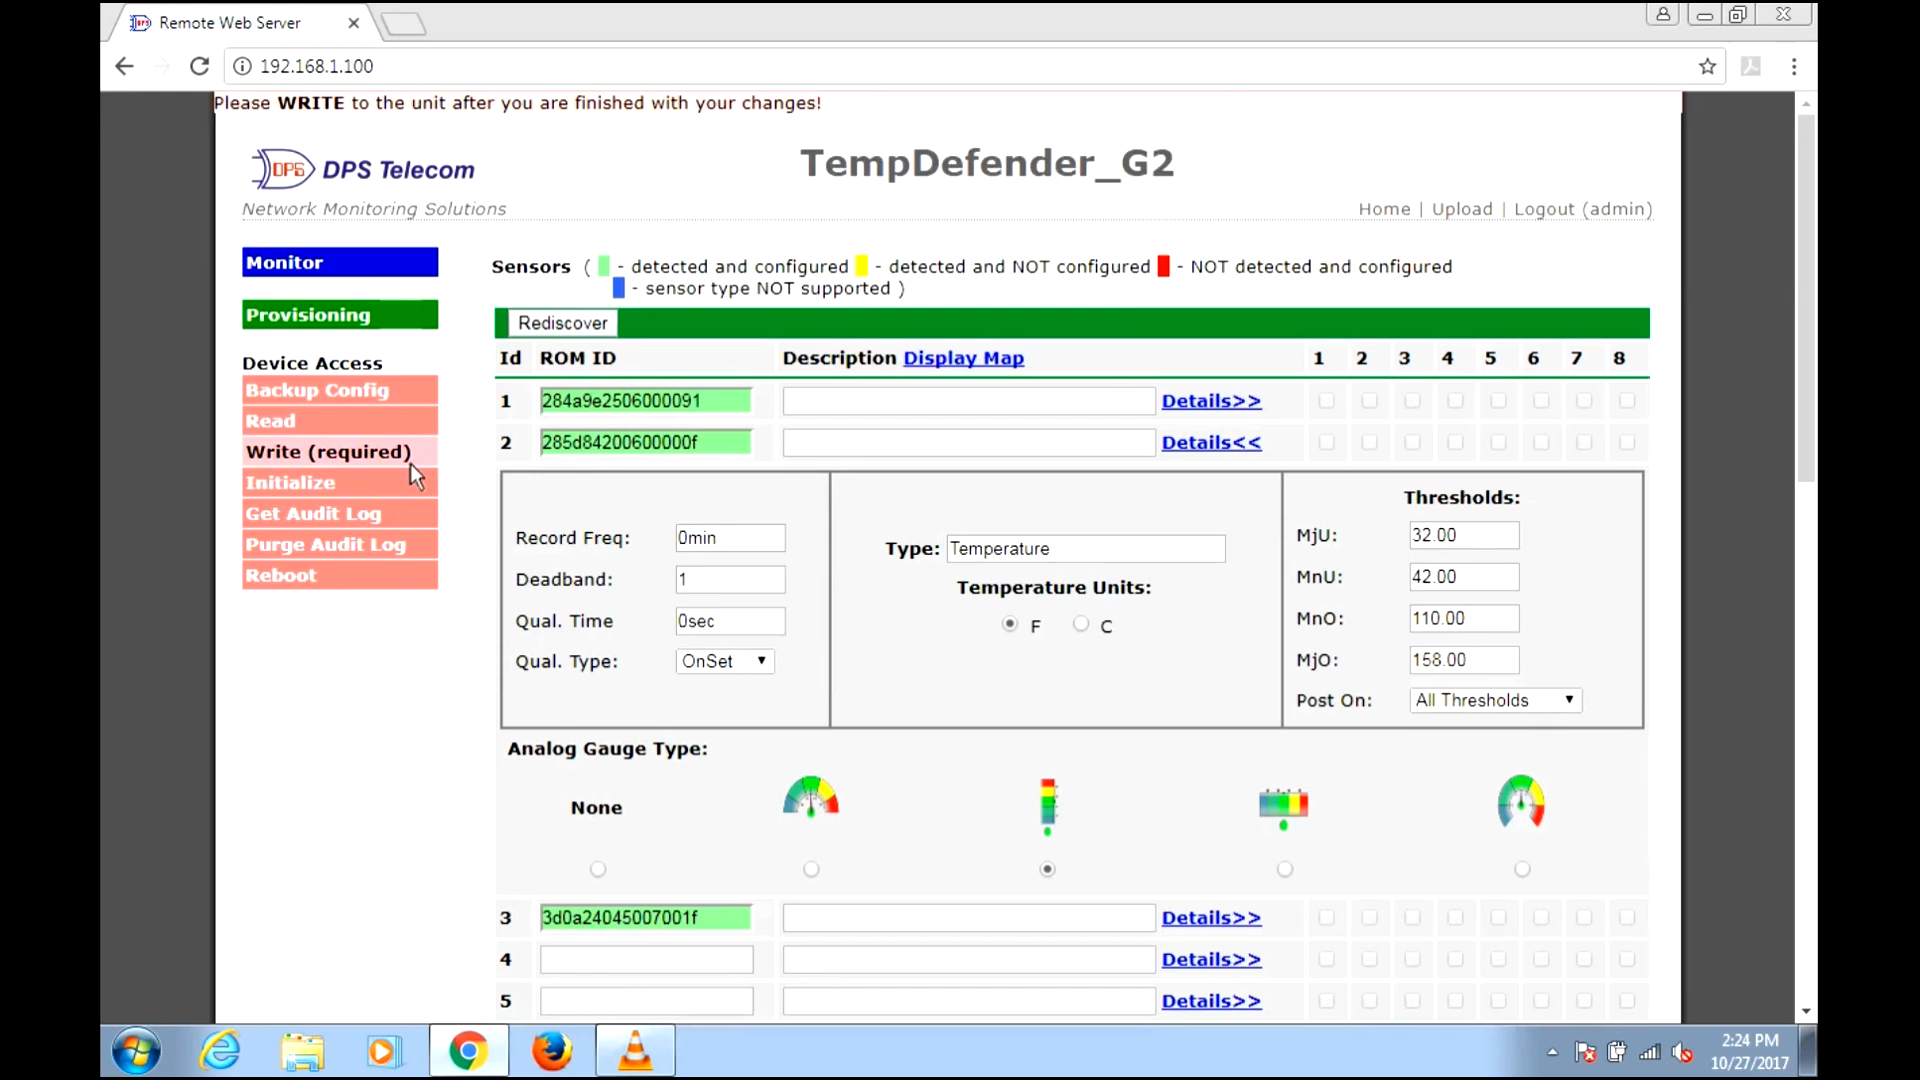 Remote Web Server
192.168.1.100
Please WRITE to the unit after you are finished with your changes!
DPS DPS Telecom
TempDefender_G2
Network Monitoring Solutions
Home | Upload | Logout (admin)
Monitor
Provisioning
Device Access
Backup Config
Read
Write (required)
Initialize
Get Audit Log
Purge Audit Log
Reboot
Sensors ( - detected and configured - detected and NOT configured - NOT detected and configured
- sensor type NOT supported )
Rediscover
Id ROM ID Description Display Map 1 2 3 4 5 6 7 8
1 284a9e2506000091 Details>>
2 285d84200600000f Details<<
Record Freq: 0min
Deadband: 1
Qual. Time 0sec
Qual. Type: OnSet
Type: Temperature
Temperature Units:
F C
Thresholds:
MjU: 32.00
MnU: 42.00
MnO: 110.00
MjO: 158.00
Post On: All Thresholds
Analog Gauge Type:
None
3 3d0a24045007001f Details>>
4 Details>>
5 Details>>
2:24 PM
10/27/2017